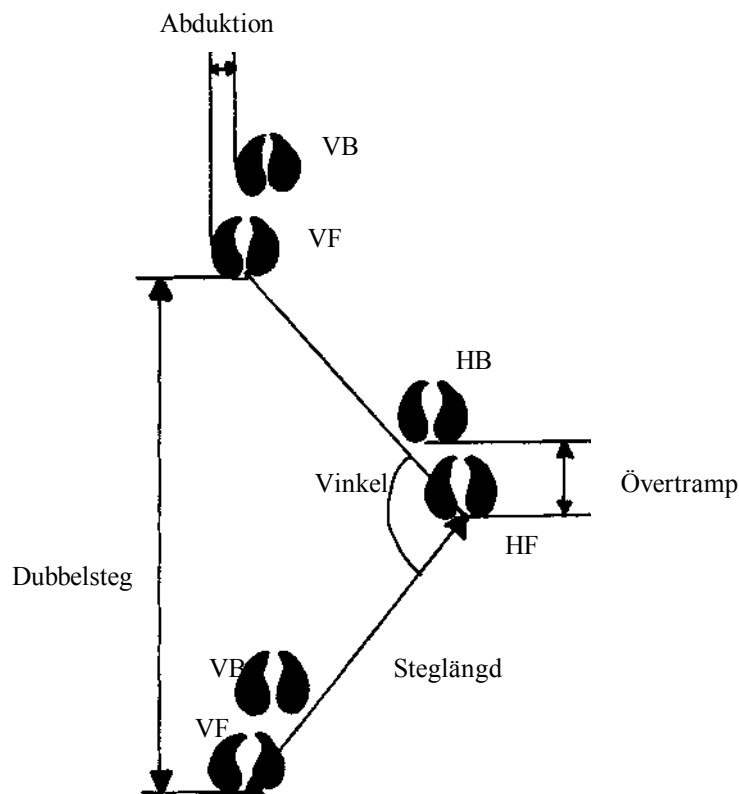 Abduktion
VB
VF
HB
Vinkel
Övertramp
HF
Dubbelsteg
VB
Steglängd
VF